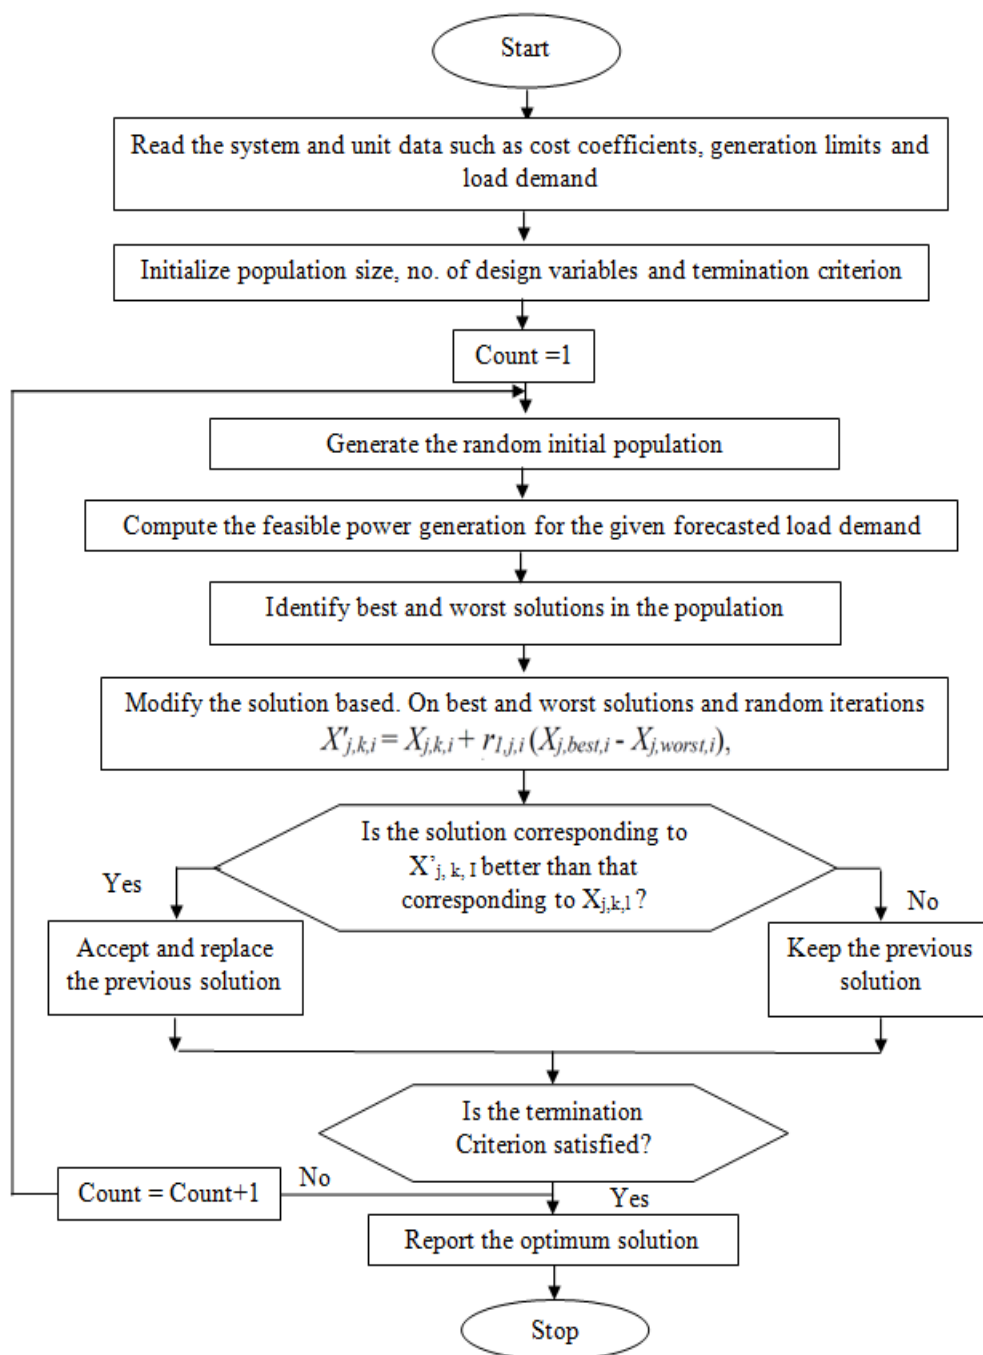 Start
Read the system and unit data such as cost coefficients, generation limits and
load demand
Initialize population size, no. of design variables and termination criterion
Count =1
Generate the random initial population
Compute the feasible power generation for the given forecasted load demand
Identify best and worst solutions in the population
Modify the solution based. On best and worst solutions and random iterations
X'j,k,i = Xj,k,i + r1,j,i (Xj,best,i - Xj,worst,i),
Is the solution corresponding to
X'j, k, I better than that
corresponding to Xj,k,l ?
Yes
No
Accept and replace
the previous solution
Keep the previous
solution
Is the termination
Criterion satisfied?
No
Count = Count+1
Yes
Report the optimum solution
Stop